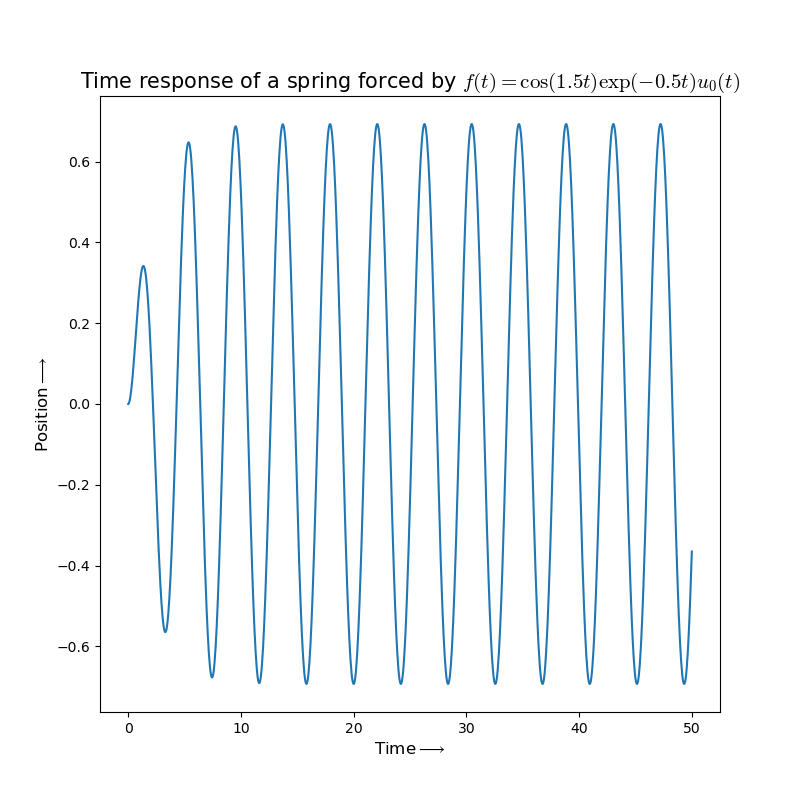 Time response of a spring forced by f(t) = cos(1.5t)exp(−0.5t)u₀(t)
0.6
0.4
0.2
0.0
−0.2
−0.4
−0.6
Position ⟶
0 10 20 30 40 50
Time ⟶